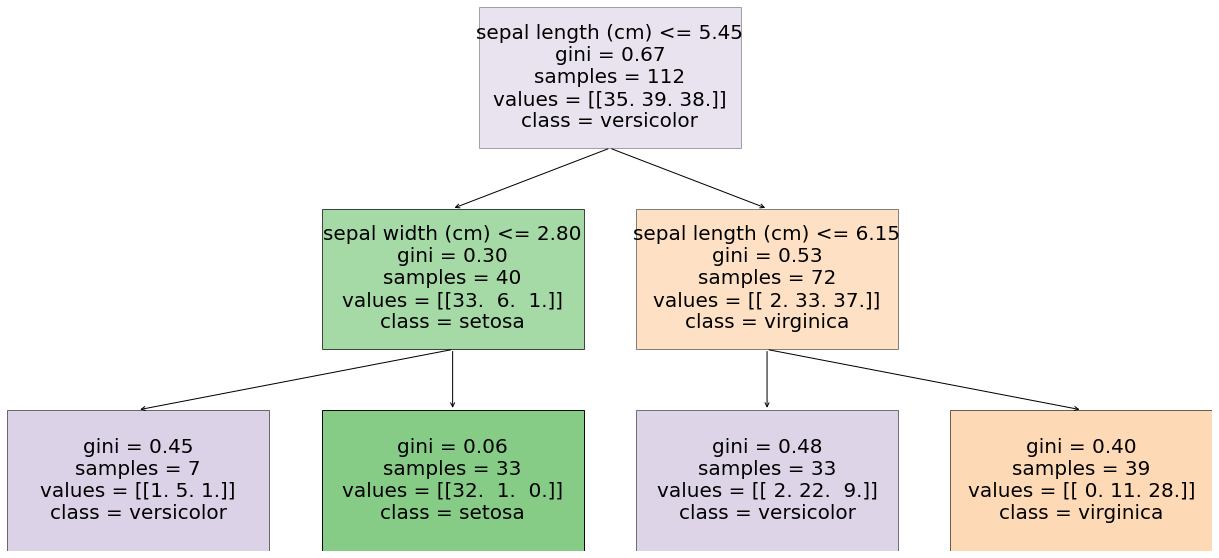 sepal length (cm) <= 5.45
gini = 0.67
samples = 112
values = [[35. 39. 38.]]
class = versicolor
sepal width (cm) <= 2.80
gini = 0.30
samples = 40
values = [[33.  6.  1.]]
class = setosa
sepal length (cm) <= 6.15
gini = 0.53
samples = 72
values = [[ 2. 33. 37.]]
class = virginica
gini = 0.45
samples = 7
values = [[1. 5. 1.]]
class = versicolor
gini = 0.06
samples = 33
values = [[32.  1.  0.]]
class = setosa
gini = 0.48
samples = 33
values = [[ 2. 22.  9.]]
class = versicolor
gini = 0.40
samples = 39
values = [[ 0. 11. 28.]]
class = virginica